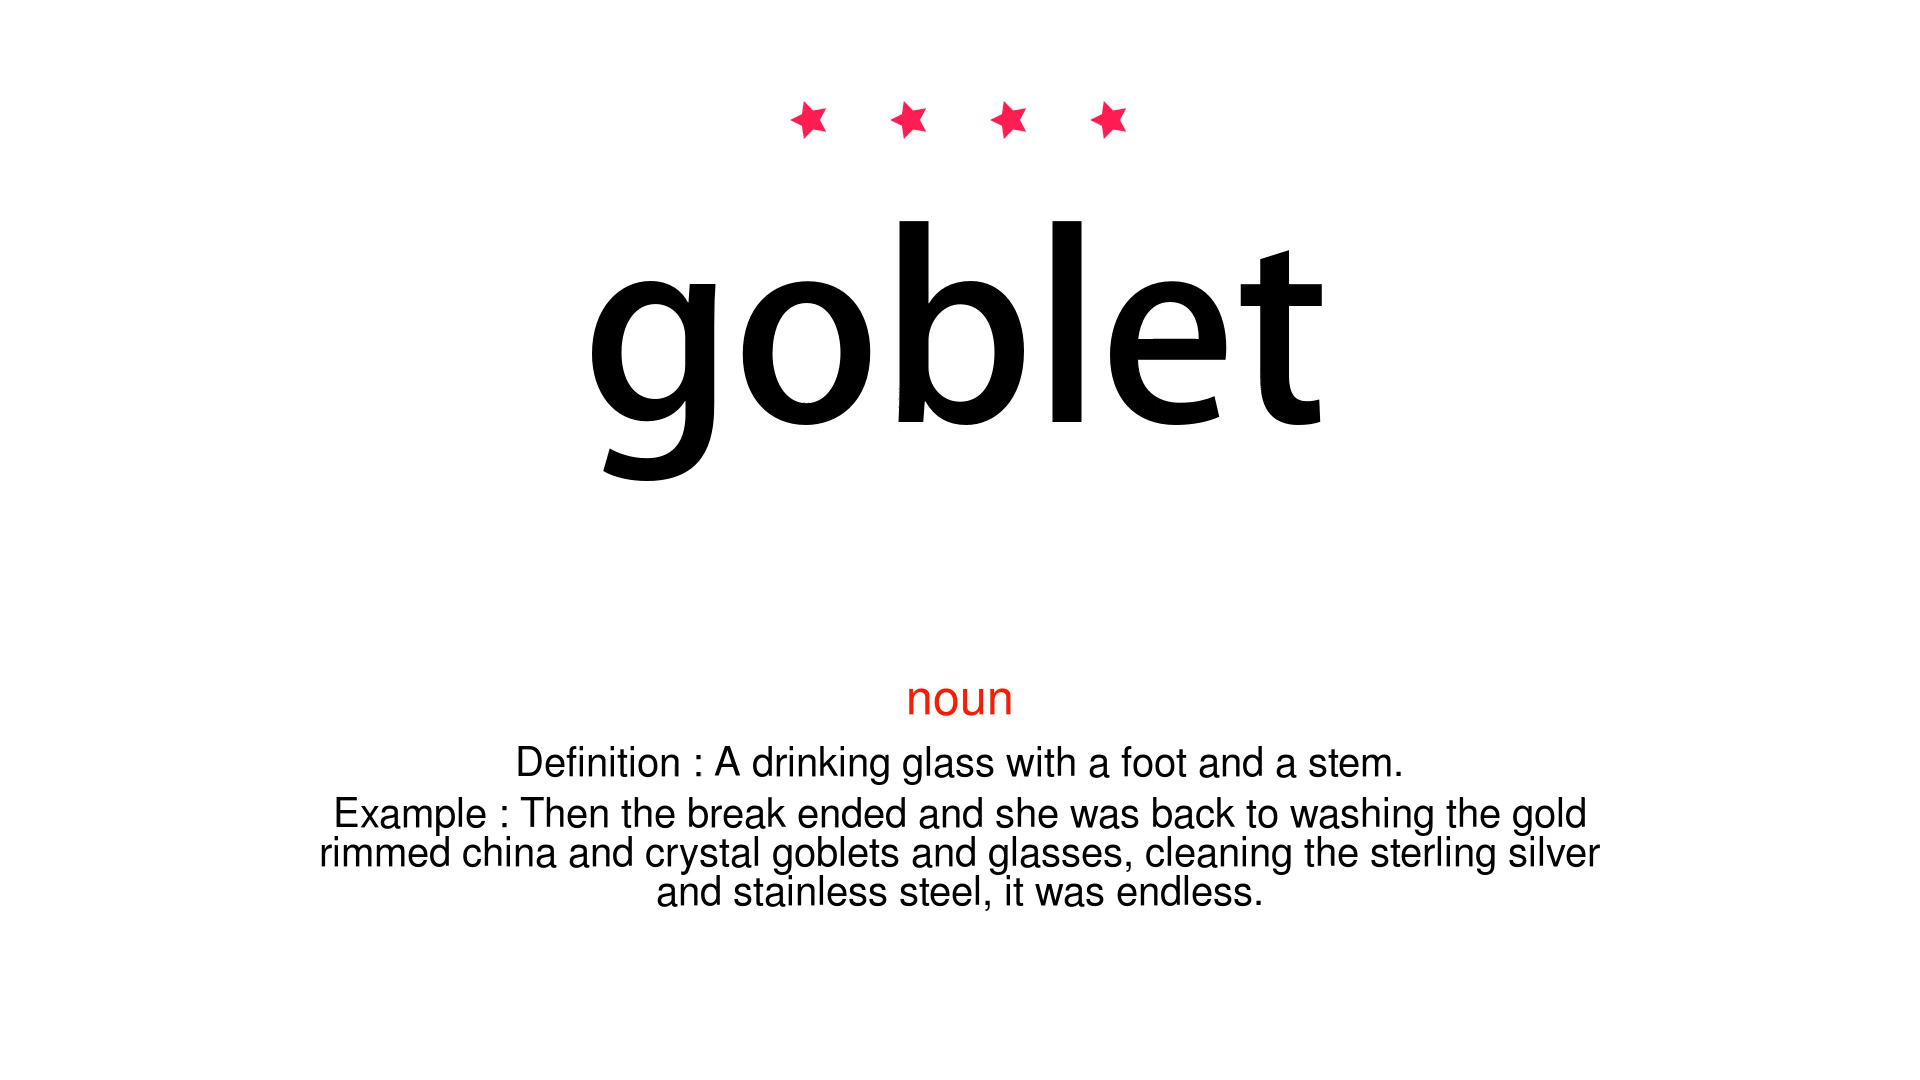 goblet
noun
Definition : A drinking glass with a foot and a stem.
Example : Then the break ended and she was back to washing the gold
rimmed china and crystal goblets and glasses, cleaning the sterling silver
and stainless steel, it was endless.